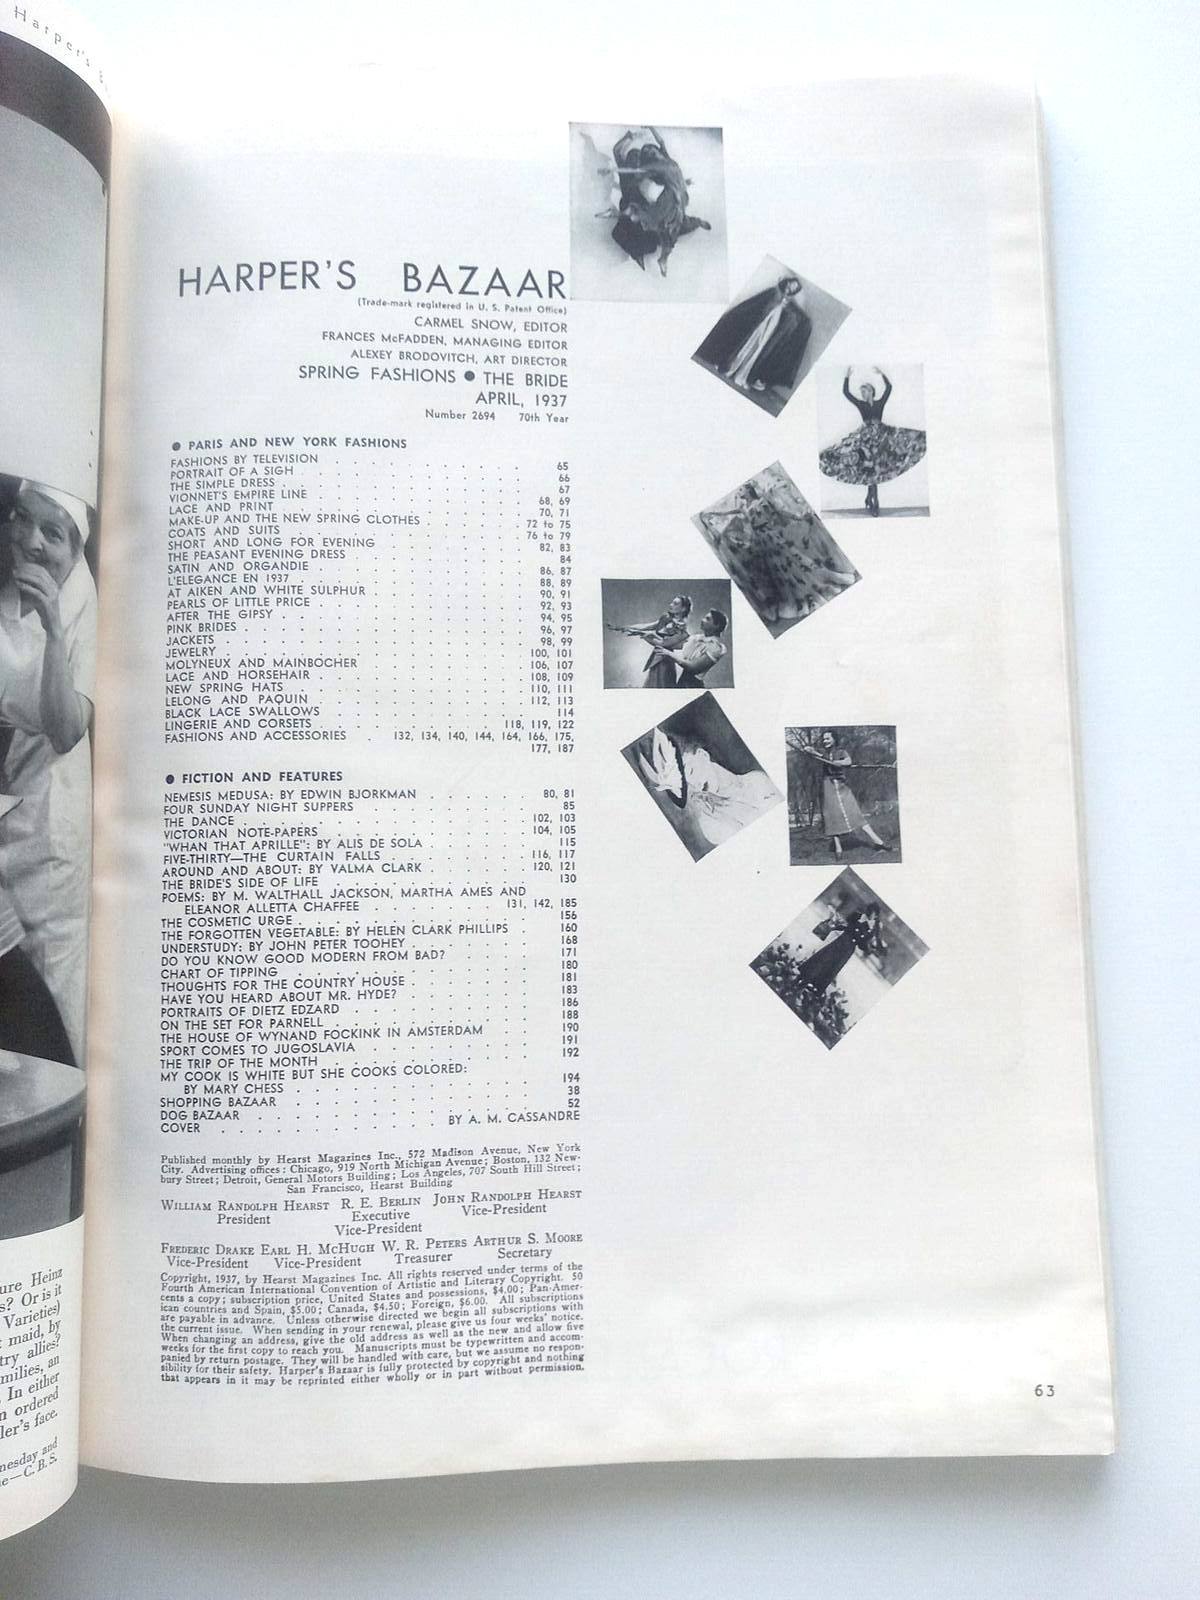 Harper's B
HARPER'S BAZAAR
(Trade-mark registered in U. S. Patent Office)
CARMEL SNOW, EDITOR
FRANCES McFADDEN, MANAGING EDITOR
ALEXEY BRODOVITCH, ART DIRECTOR
SPRING FASHIONS ● THE BRIDE
APRIL, 1937
Number 2694 70th Year
● PARIS AND NEW YORK FASHIONS
FASHIONS BY TELEVISION . . . . . . . . . . . 65
PORTRAIT OF A SIGH . . . . . . . . . . . . 66
THE SIMPLE DRESS . . . . . . . . . . . . 67
VIONNET'S EMPIRE LINE . . . . . . . . . . 68, 69
LACE AND PRINT . . . . . . . . . . . 70, 71
MAKE-UP AND THE NEW SPRING CLOTHES . . . . . 72 to 75
COATS AND SUITS . . . . . . . . . . . 76 to 79
SHORT AND LONG FOR EVENING . . . . . . . . 82, 83
THE PEASANT EVENING DRESS . . . . . . . . . 84
SATIN AND ORGANDIE . . . . . . . . . . 86, 87
L'ELEGANCE EN 1937 . . . . . . . . . . 88, 89
AT AIKEN AND WHITE SULPHUR . . . . . . . . 90, 91
PEARLS OF LITTLE PRICE . . . . . . . . . . 92, 93
AFTER THE GIPSY . . . . . . . . . . . 94, 95
PINK BRIDES . . . . . . . . . . . . . 96, 97
JACKETS . . . . . . . . . . . . . . 98, 99
JEWELRY . . . . . . . . . . . . . 100, 101
MOLYNEUX AND MAINBOCHER . . . . . . . . 106, 107
LACE AND HORSEHAIR . . . . . . . . . . 108, 109
NEW SPRING HATS . . . . . . . . . . . 110, 111
LELONG AND PAQUIN . . . . . . . . . . 112, 113
BLACK LACE SWALLOWS . . . . . . . . . . . 114
LINGERIE AND CORSETS . . . . . . . . . 118, 119, 122
FASHIONS AND ACCESSORIES . 132, 134, 140, 144, 164, 166, 175,
177, 187
● FICTION AND FEATURES
NEMESIS MEDUSA: BY EDWIN BJORKMAN . . . . . . 80, 81
FOUR SUNDAY NIGHT SUPPERS . . . . . . . . . 85
THE DANCE . . . . . . . . . . . . . 102, 103
VICTORIAN NOTE-PAPERS . . . . . . . . . 104, 105
"WHAN THAT APRILLE": BY ALIS DE SOLA . . . . . . 115
FIVE-THIRTY—THE CURTAIN FALLS . . . . . . . 116, 117
AROUND AND ABOUT: BY VALMA CLARK . . . . . 120, 121
THE BRIDE'S SIDE OF LIFE . . . . . . . . . . 130
POEMS: BY M. WALTHALL JACKSON, MARTHA AMES AND
ELEANOR ALLETTA CHAFFEE . . . . . . . 131, 142, 185
THE COSMETIC URGE . . . . . . . . . . . 156
THE FORGOTTEN VEGETABLE: BY HELEN CLARK PHILLIPS . 160
UNDERSTUDY: BY JOHN PETER TOOHEY . . . . . . 168
DO YOU KNOW GOOD MODERN FROM BAD? . . . . 171
CHART OF TIPPING . . . . . . . . . . . 180
THOUGHTS FOR THE COUNTRY HOUSE . . . . . . . 181
HAVE YOU HEARD ABOUT MR. HYDE? . . . . . . 183
PORTRAITS OF DIETZ EDZARD . . . . . . . . . 186
ON THE SET FOR PARNELL . . . . . . . . . . 188
THE HOUSE OF WYNAND FOCKINK IN AMSTERDAM . . 190
SPORT COMES TO JUGOSLAVIA . . . . . . . . . 191
THE TRIP OF THE MONTH . . . . . . . . . . 192
MY COOK IS WHITE BUT SHE COOKS COLORED:
BY MARY CHESS . . . . . . . . . . . 194
SHOPPING BAZAAR . . . . . . . . . . . . 38
DOG BAZAAR . . . . . . . . . . . . . 52
COVER . . . . . . . . . . . BY A. M. CASSANDRE
Published monthly by Hearst Magazines Inc., 572 Madison Avenue, New York
City. Advertising offices: Chicago, 919 North Michigan Avenue; Boston, 132 New-
bury Street; Detroit, General Motors Building; Los Angeles, 707 South Hill Street;
San Francisco, Hearst Building
WILLIAM RANDOLPH HEARST R. E. BERLIN JOHN RANDOLPH HEARST
President Executive Vice-President
Vice-President
FREDERIC DRAKE EARL H. McHUGH W. R. PETERS ARTHUR S. MOORE
Vice-President Vice-President Treasurer Secretary
Copyright, 1937, by Hearst Magazines Inc. All rights reserved under terms of the
Fourth American International Convention of Artistic and Literary Copyright. 50
cents a copy; subscription price, United States and possessions, $4.00; Pan-Amer-
ican countries and Spain, $5.00; Canada, $4.50; Foreign, $6.00. All subscriptions
are payable in advance. Unless otherwise directed we begin all subscriptions with
the current issue. When sending in your renewal, please give us four weeks' notice.
When changing an address, give the old address as well as the new and allow five
weeks for the first copy to reach you. Manuscripts must be typewritten and accom-
panied by return postage. They will be handled with care, but we assume no respon-
sibility for their safety. Harper's Bazaar is fully protected by copyright and nothing
that appears in it may be reprinted either wholly or in part without permission.
63
ure Heinz
s? Or is it
Varieties)
maid, by
try allies?
milies, an
In either
n ordered
ler's face.
nesday and
—C.B.S.